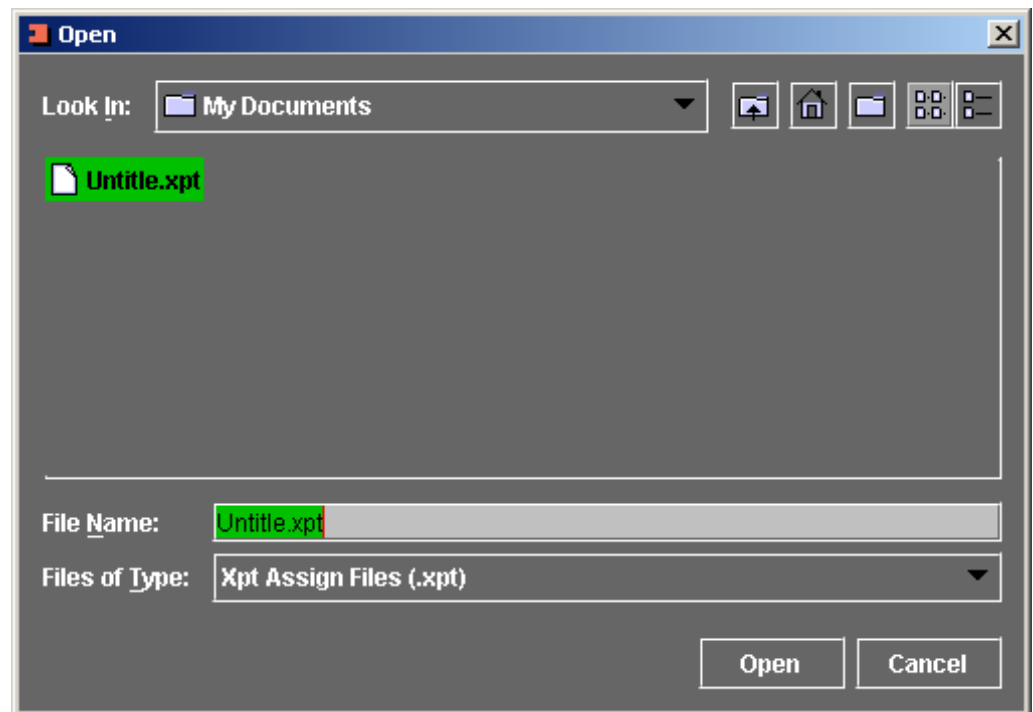 Open
Look In: My Documents
Untitle.xpt
File Name: Untitle.xpt
Files of Type: Xpt Assign Files (.xpt)
Open Cancel